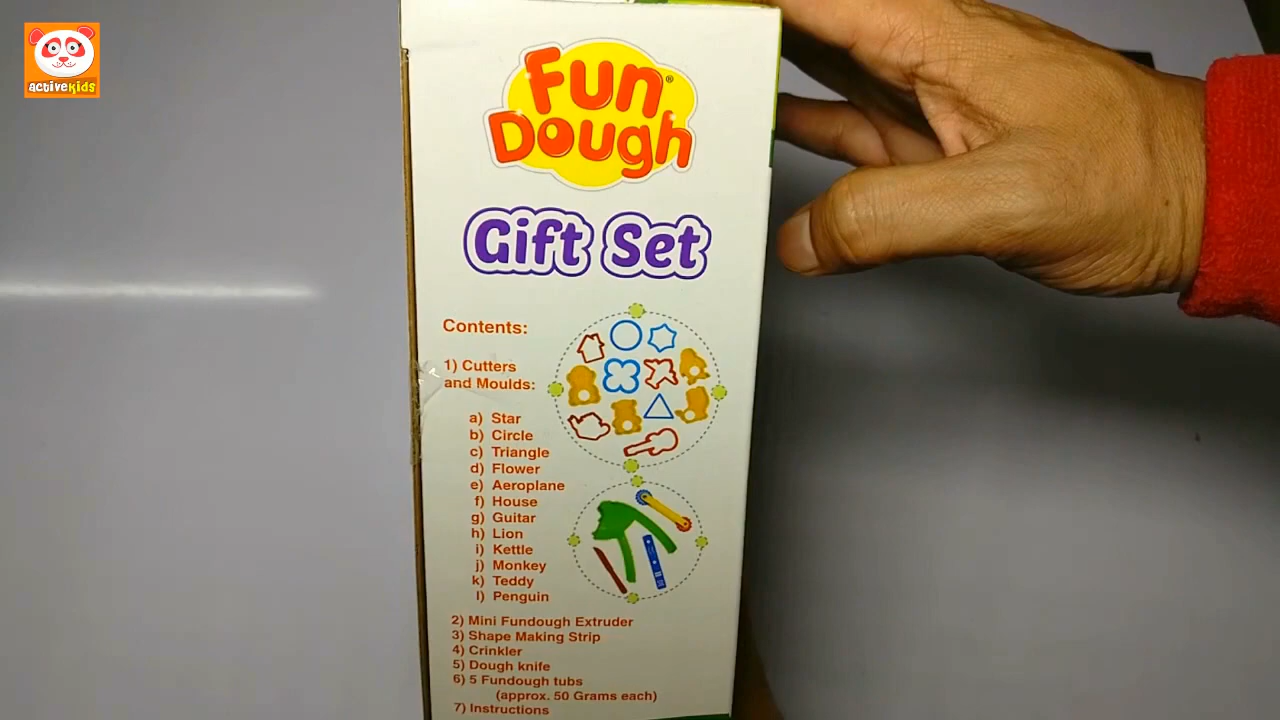 activekids
Fun®
Dough
Gift Set
Contents:
1) Cutters
and Moulds:
a) Star
b) Circle
c) Triangle
d) Flower
e) Aeroplane
f) House
g) Guitar
h) Lion
i) Kettle
j) Monkey
k) Teddy
l) Penguin
2) Mini Fundough Extruder
3) Shape Making Strip
4) Crinkler
5) Dough knife
6) 5 Fundough tubs
(approx. 50 Grams each)
7) Instructions